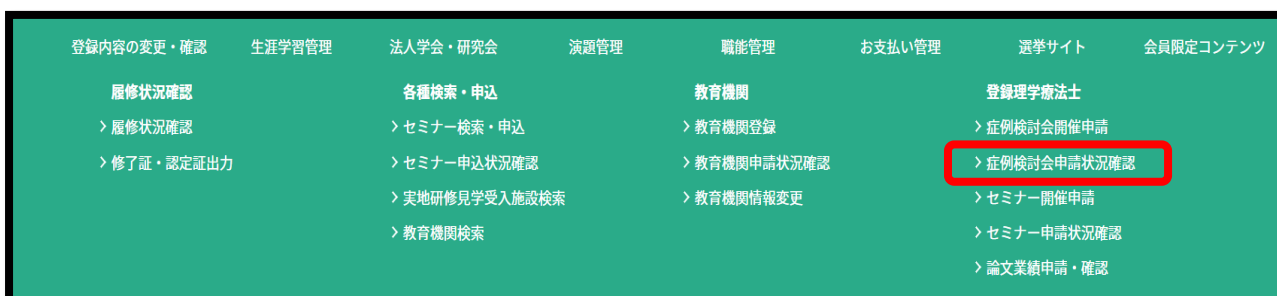 登録内容の変更・確認 生涯学習管理 法人学会・研究会 演題管理 職能管理 お支払い管理 選挙サイト 会員限定コンテンツ
履修状況確認 各種検索・申込 教育機関 登録理学療法士
> 履修状況確認 > セミナー検索・申込 > 教育機関登録 > 症例検討会開催申請
> 修了証・認定証出力 > セミナー申込状況確認 > 教育機関申請状況確認 > 症例検討会申請状況確認
> 実地研修見学受入施設検索 > 教育機関情報変更 > セミナー開催申請
> 教育機関検索 > セミナー申請状況確認
> 論文業績申請・確認